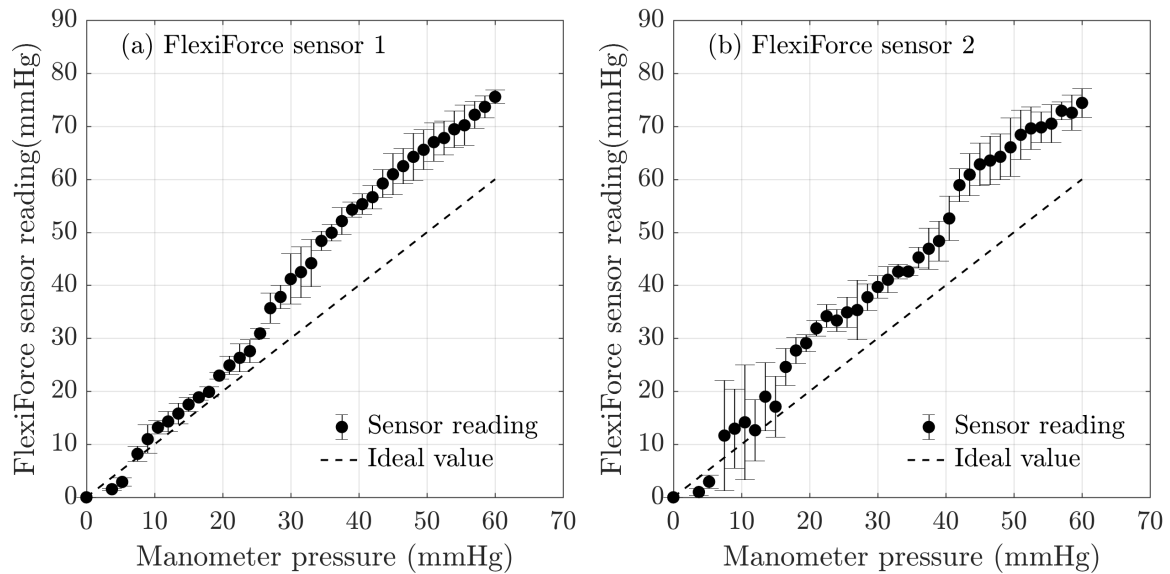 (a) FlexiForce sensor 1
FlexiForce sensor reading(mmHg)
90
80
70
60
50
40
30
20
10
0
Sensor reading
Ideal value
0 10 20 30 40 50 60 70
Manometer pressure (mmHg)
(b) FlexiForce sensor 2
FlexiForce sensor reading(mmHg)
90
80
70
60
50
40
30
20
10
0
Sensor reading
Ideal value
0 10 20 30 40 50 60 70
Manometer pressure (mmHg)